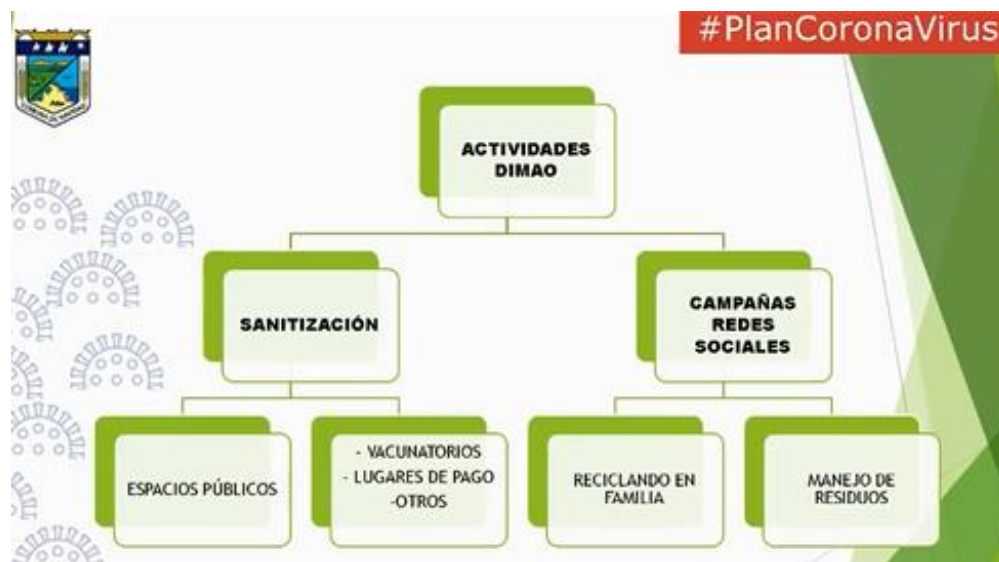 #PlanCoronaVirus
ACTIVIDADES
DIMAO
SANITIZACIÓN
CAMPAÑAS
REDES
SOCIALES
ESPACIOS PÚBLICOS
- VACUNATORIOS
- LUGARES DE PAGO
-OTROS
RECICLANDO EN
FAMILIA
MANEJO DE
RESIDUOS